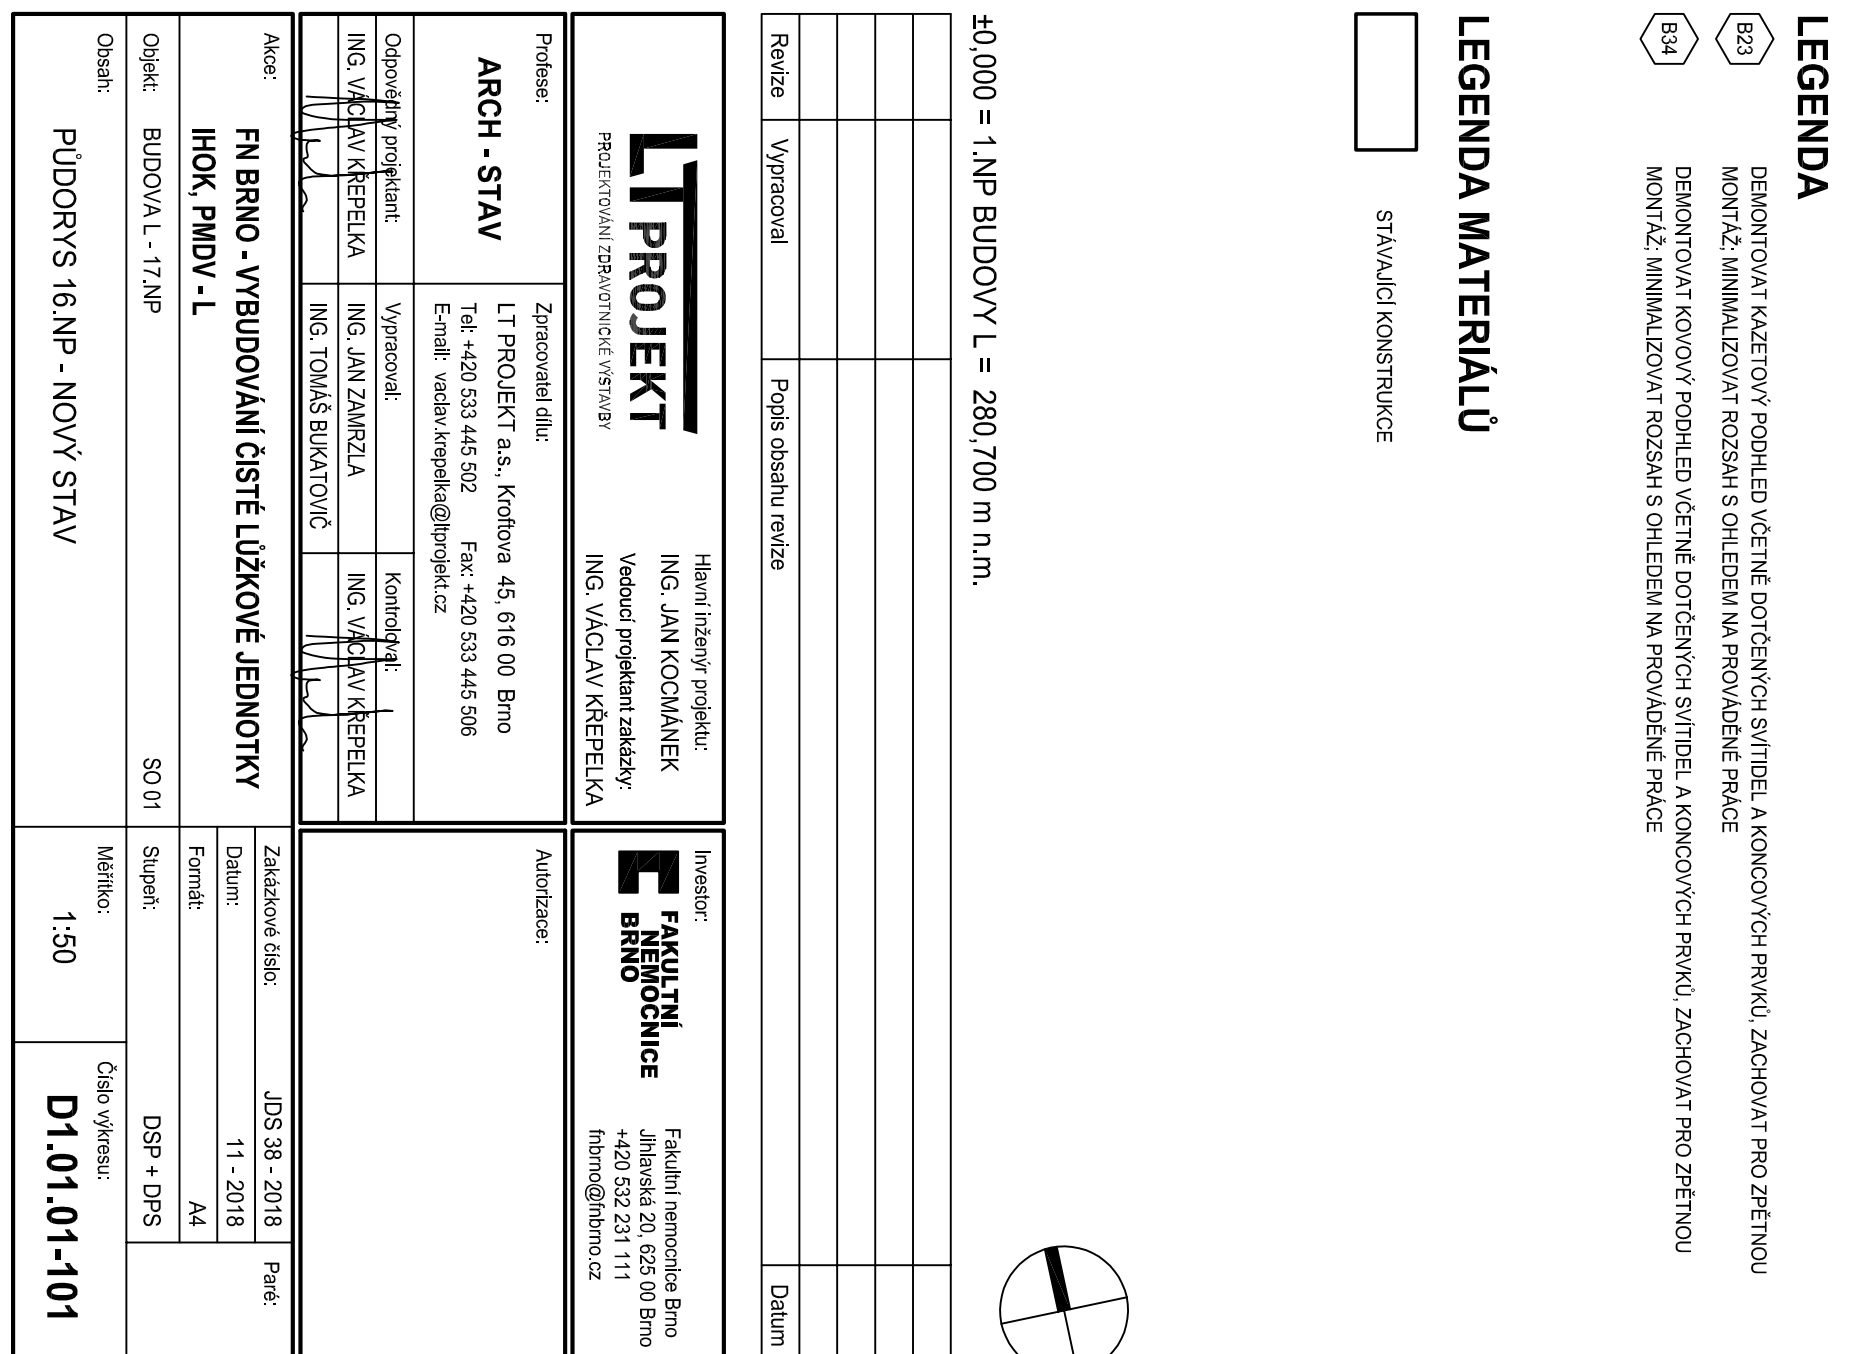 LEGENDA
B23
DEMONTOVAT KAZETOVÝ PODHLED VČETNĚ DOTČENÝCH SVÍTIDEL A KONCOVÝCH PRVKŮ, ZACHOVAT PRO ZPĚTNOU
MONTÁŽ; MINIMALIZOVAT ROZSAH S OHLEDEM NA PROVÁDĚNÉ PRÁCE
B34
DEMONTOVAT KOVOVÝ PODHLED VČETNĚ DOTČENÝCH SVÍTIDEL A KONCOVÝCH PRVKŮ, ZACHOVAT PRO ZPĚTNOU
MONTÁŽ; MINIMALIZOVAT ROZSAH S OHLEDEM NA PROVÁDĚNÉ PRÁCE
LEGENDA MATERIÁLŮ
STÁVAJÍCÍ KONSTRUKCE
±0,000 = 1.NP BUDOVY L = 280,700 m n.m.
Revize Vypracoval Popis obsahu revize Datum
LT PROJEKT
PROJEKTOVÁNÍ ZDRAVOTNICKÉ VÝSTAVBY
Hlavní inženýr projektu:
ING. JAN KOCMÁNEK
Vedoucí projektant zakázky:
ING. VÁCLAV KŘEPELKA
Investor:
FAKULTNÍ
NEMOCNICE
BRNO
Fakultní nemocnice Brno
Jihlavská 20, 625 00 Brno
+420 532 231 111
fnbrno@fnbrno.cz
Profese:
ARCH - STAV
Zpracovatel dílu:
LT PROJEKT a.s., Kroftova 45, 616 00 Brno
Tel: +420 533 445 502 Fax: +420 533 445 506
E-mail: vaclav.krepelka@ltprojekt.cz
Autorizace:
Odpovědný projektant: Vypracoval: Kontroloval:
ING. VÁCLAV KŘEPELKA ING. JAN ZAMRZLA ING. VÁCLAV KŘEPELKA
ING. TOMÁŠ BUKATOVIČ
Akce:
FN BRNO - VYBUDOVÁNÍ ČISTÉ LŮŽKOVÉ JEDNOTKY
IHOK, PMDV - L
Zakázkové číslo: JDS 38 - 2018
Datum: 11 - 2018
Formát: A4
Paré:
Objekt: BUDOVA L - 17.NP SO 01
Stupeň: DSP + DPS
Obsah:
PŮDORYS 16.NP - NOVÝ STAV
Měřítko:
1:50
Číslo výkresu:
D1.01.01-101